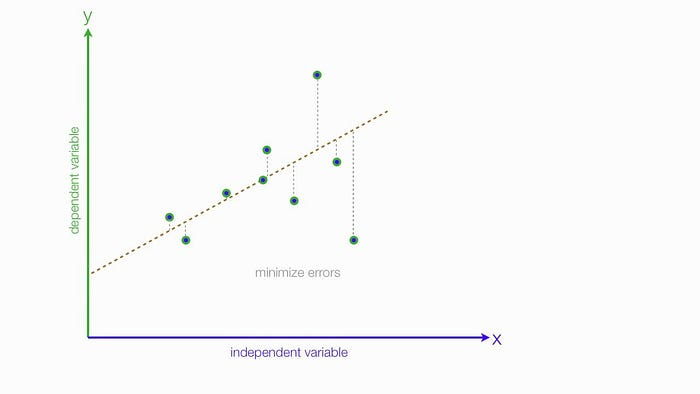 y
dependent variable
minimize errors
x
independent variable